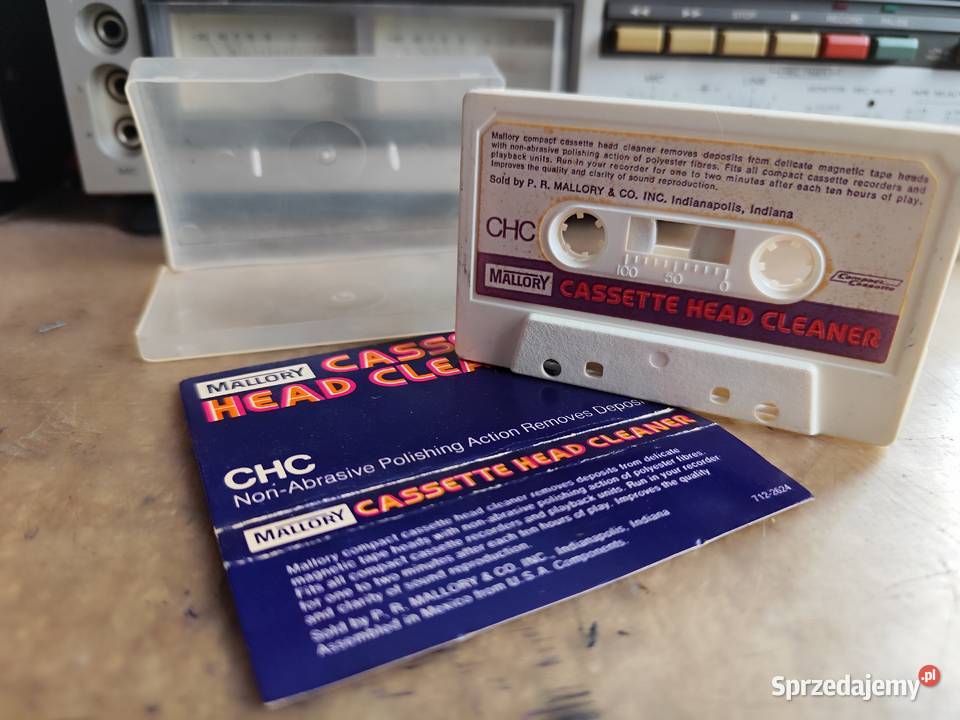 STOP
RECORD
PAUSE
MIC
Mallory compact cassette head cleaner removes deposits from delicate magnetic tape heads
with non-abrasive polishing action of polyester fibres. Fits all compact cassette recorders and
playback units. Run in your recorder for one to two minutes after each ten hours of play.
Improves the quality and clarity of sound reproduction.
Sold by P. R. MALLORY & CO. INC. Indianapolis, Indiana
CHC
100 50 0
MALLORY CASSETTE HEAD CLEANER
Compact Cassette
MALLORY CASS
HEAD CLEA
CHC
Non-Abrasive Polishing Action Removes Depos
MALLORY CASSETTE HEAD CLEANER
Mallory compact cassette head cleaner removes deposits from delicate
magnetic tape heads with non-abrasive polishing action of polyester fibres.
Fits all compact cassette recorders and playback units. Run in your recorder
for one to two minutes after each ten hours of play. Improves the quality
and clarity of sound reproduction.
Sold by P. R. MALLORY & CO. INC. Indianapolis, Indiana
Assembled in Mexico from U.S.A. Components.
712-2624
Sprzedajemy.pl